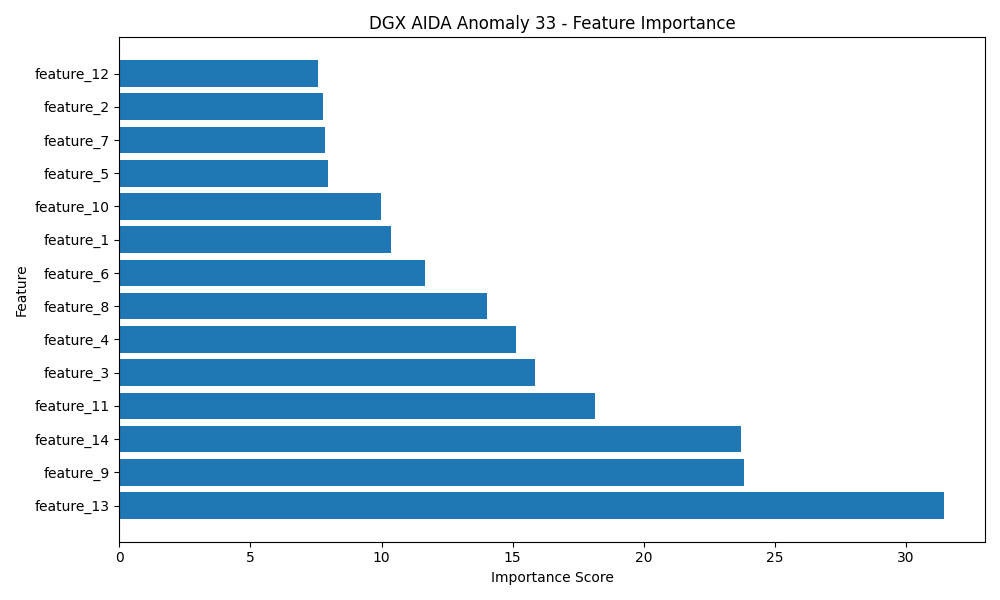 DGX AIDA Anomaly 33 - Feature Importance
feature_12
feature_2
feature_7
feature_5
feature_10
feature_1
feature_6
feature_8
feature_4
feature_3
feature_11
feature_14
feature_9
feature_13
Feature
0 5 10 15 20 25 30
Importance Score